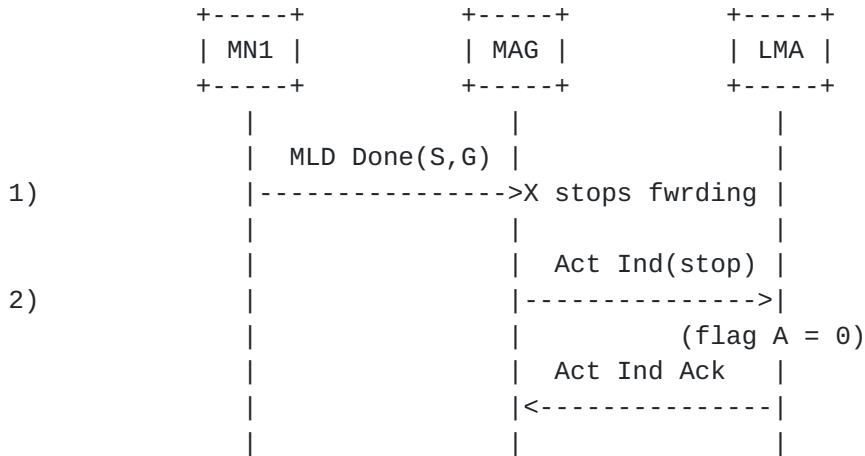 +-----+ +-----+ +-----+
| MN1 | | MAG | | LMA |
+-----+ +-----+ +-----+
| | |
| MLD Done(S,G) | |
1) |---------------->X stops fwrding |
| | |
| | Act Ind(stop) |
2) | |--------------->|
| | (flag A = 0)
| | Act Ind Ack |
| |<---------------|
| | |